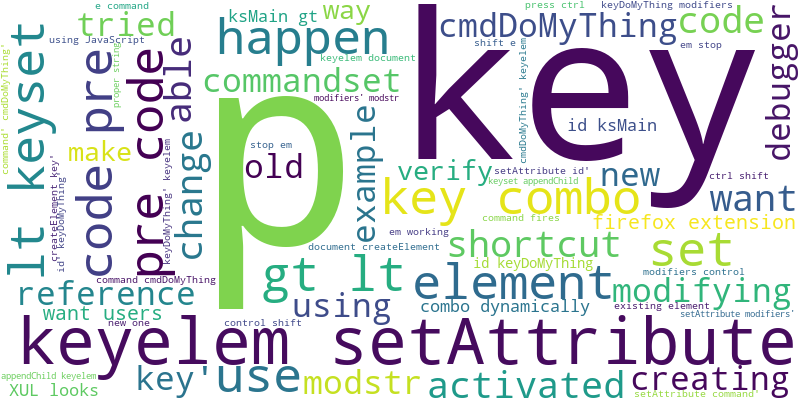 e command
tried
using JavaScript
ksMain gt
way
happen
press ctrl
keyDoMyThing modifiers
cmdDoMyThing
code
shift e
em stop
key
p
lt keyset
command' cmdDoMyThing'
code pre
proper string
pre code
able
commandset
keyelem document
modifiers' modstr
cmdDoMyThing' keyelem
id ksMain
debugger
make
createElement key'
id' keyDoMyThing'
keyDoMyThing' keyelem
change
stop em
old
example
verify
setAttribute id'
new
ctrl shift
keyset appendChild
want
key combo
command fires
firefox extension
em working
document createElement
shortcut
set
gt lt
id keyDoMyThing
modifiers control
command cmdDoMyThing
element
modifying
reference
using
combo dynamically
existing element
want users
setAttribute modifiers'
new one
control shift
keyelem setAttribute
appendChild keyelem
XUL looks
key'
use
modstr
activated
creating
setAttribute command'